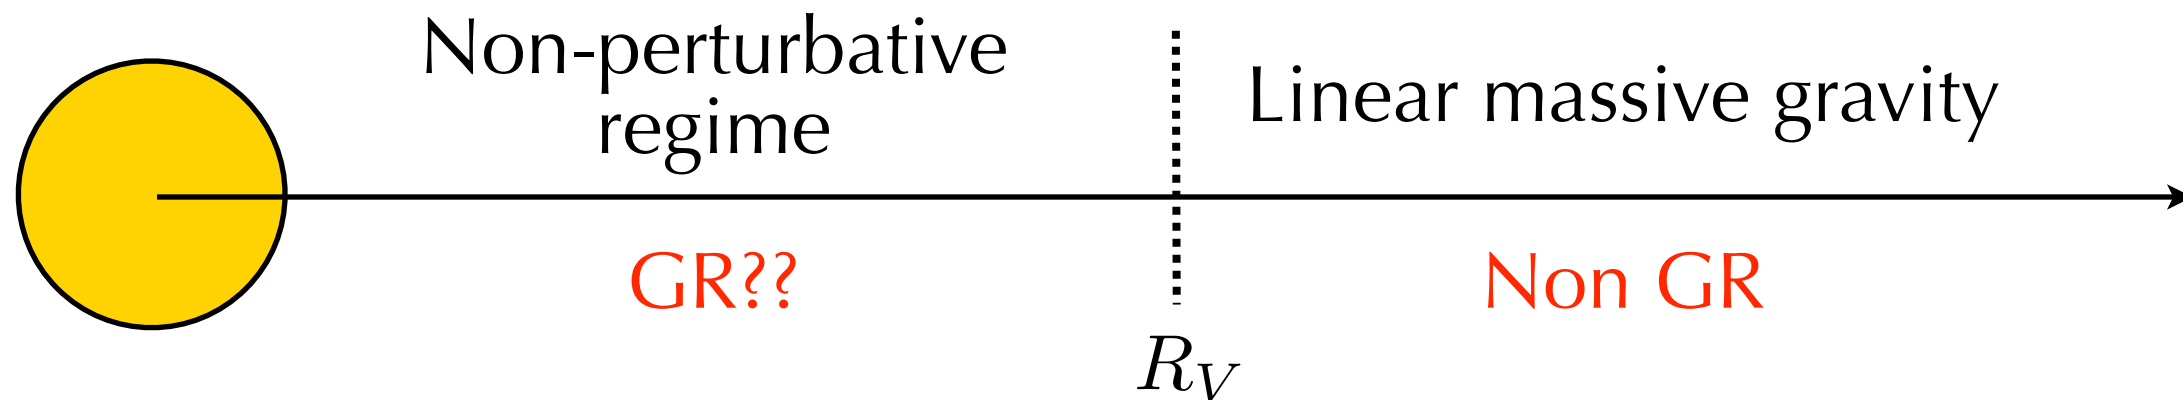 Non-perturbative
regime
Linear massive gravity
GR??
Non GR
R_V